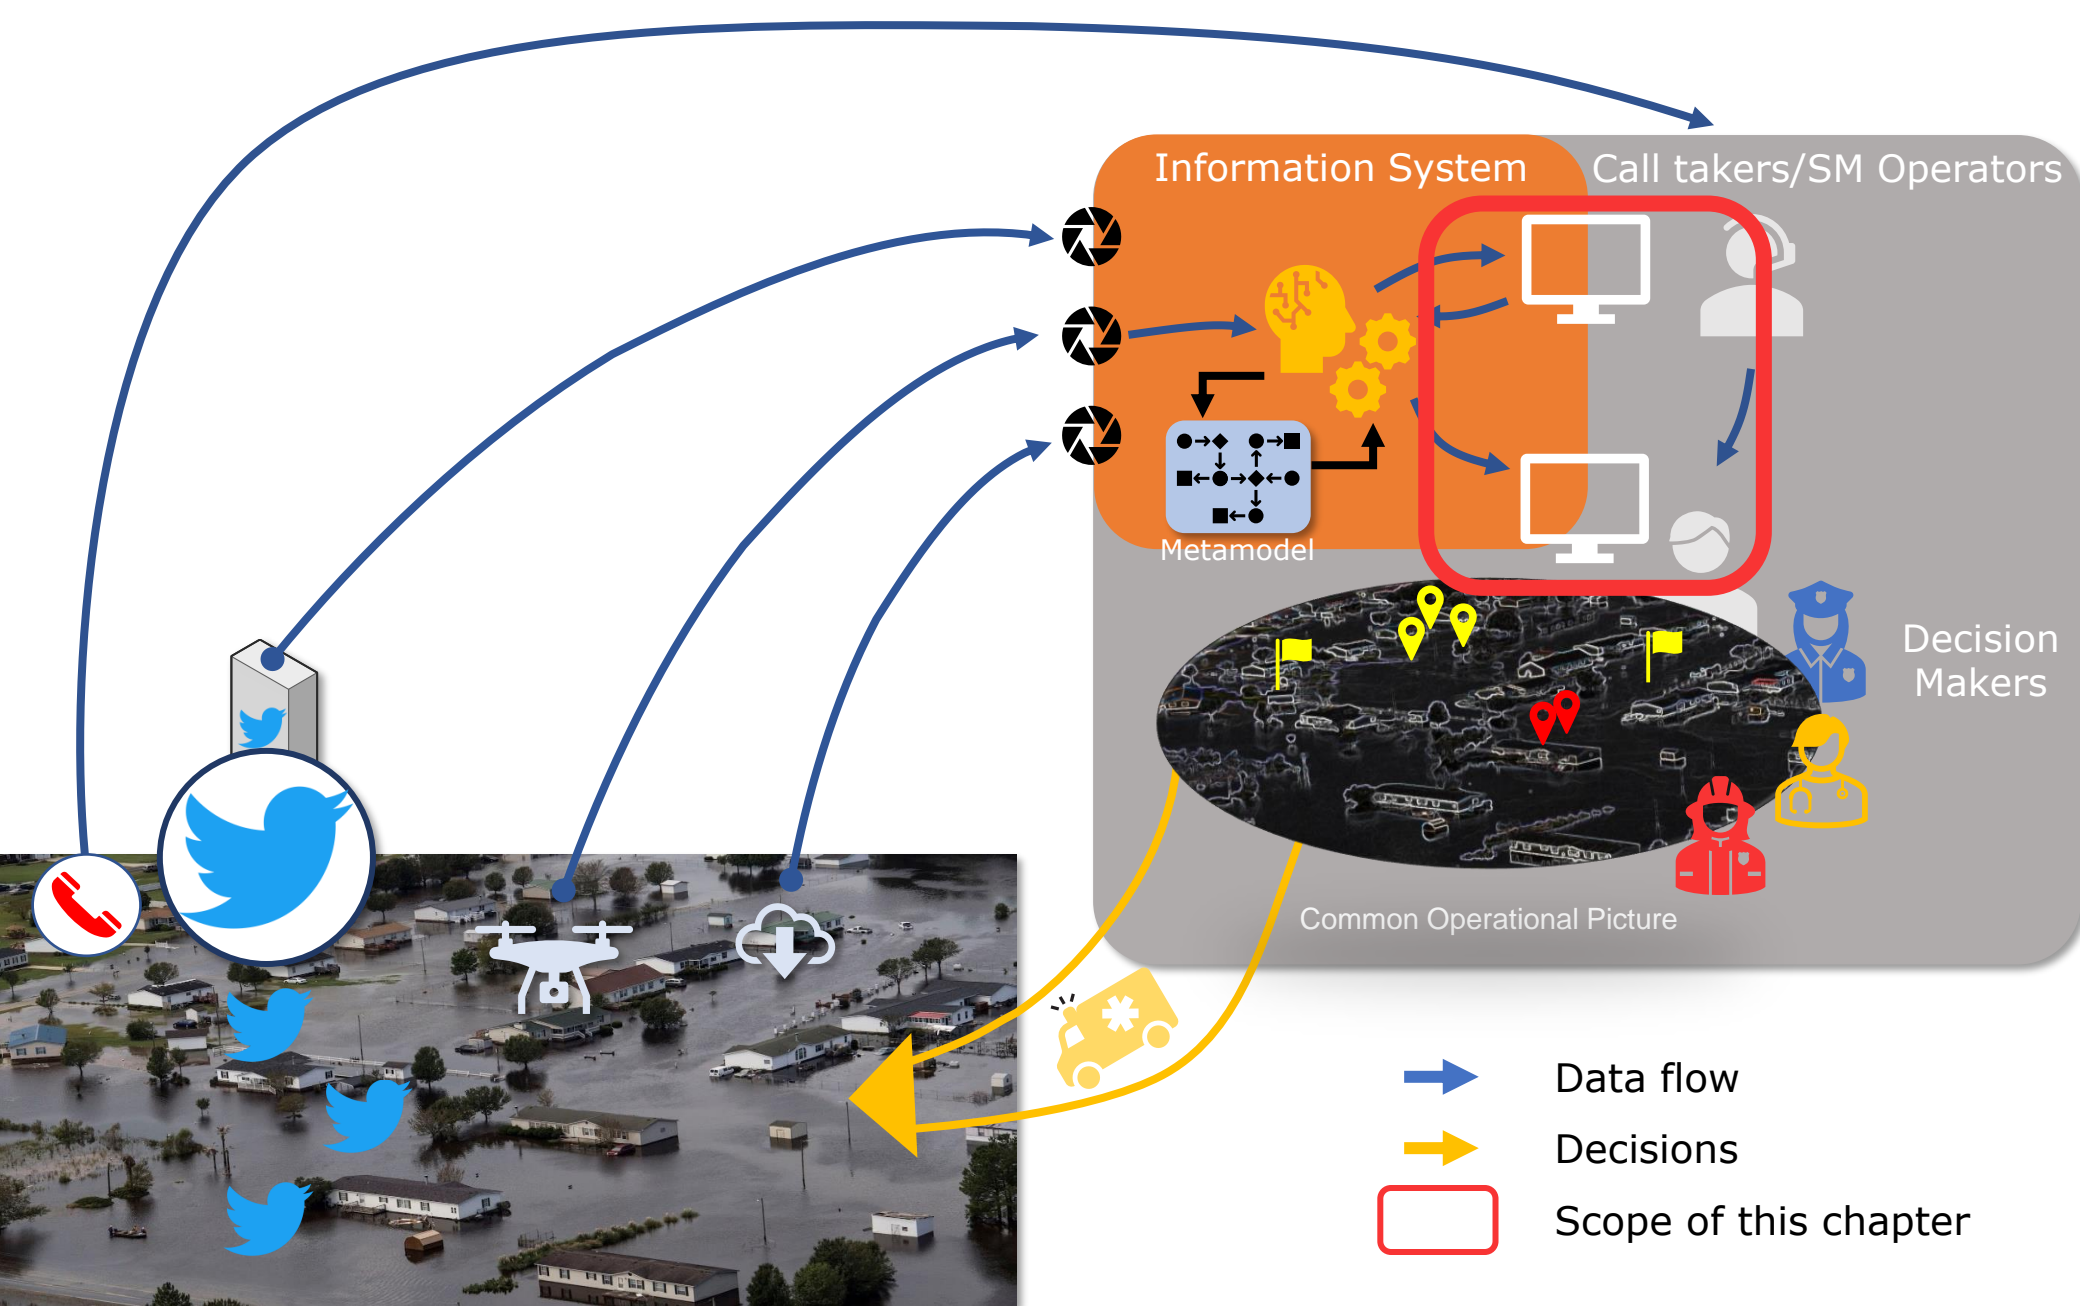 Information System
Call takers/SM Operators
Metamodel
Decision
Makers
Common Operational Picture
Data flow
Decisions
Scope of this chapter